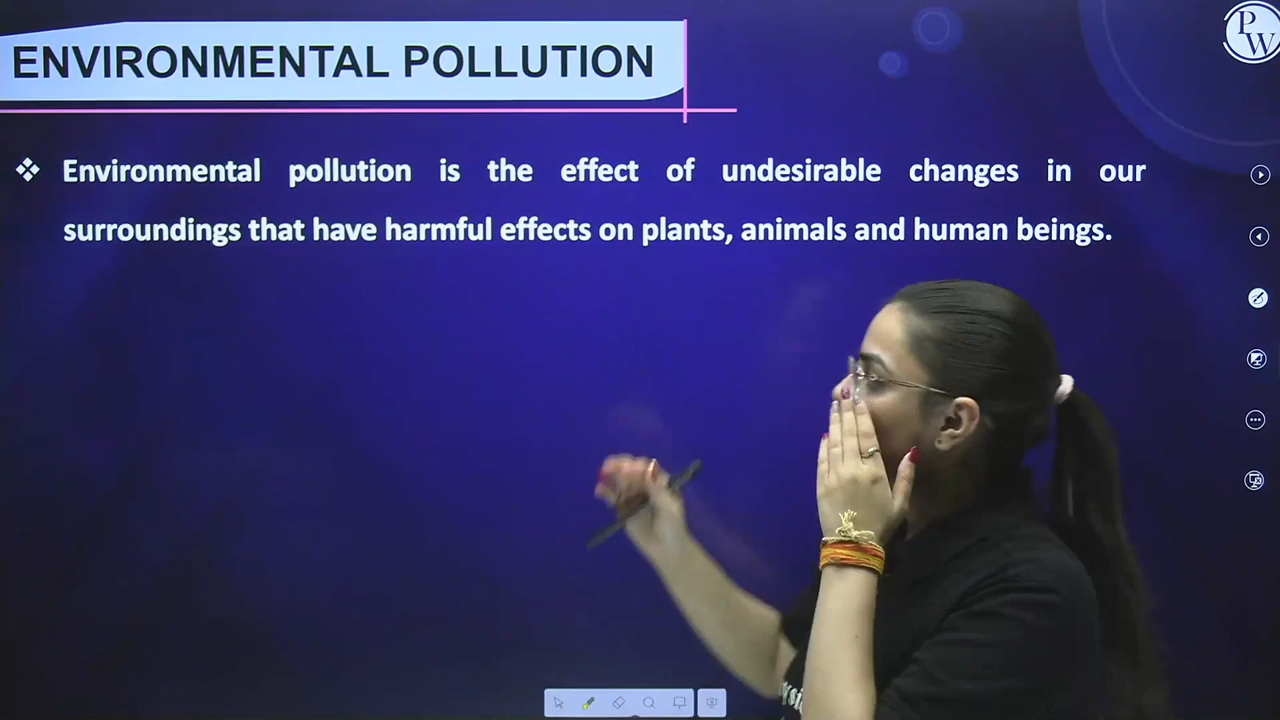 ENVIRONMENTAL POLLUTION
PW
❖ Environmental pollution is the effect of undesirable changes in our
surroundings that have harmful effects on plants, animals and human beings.